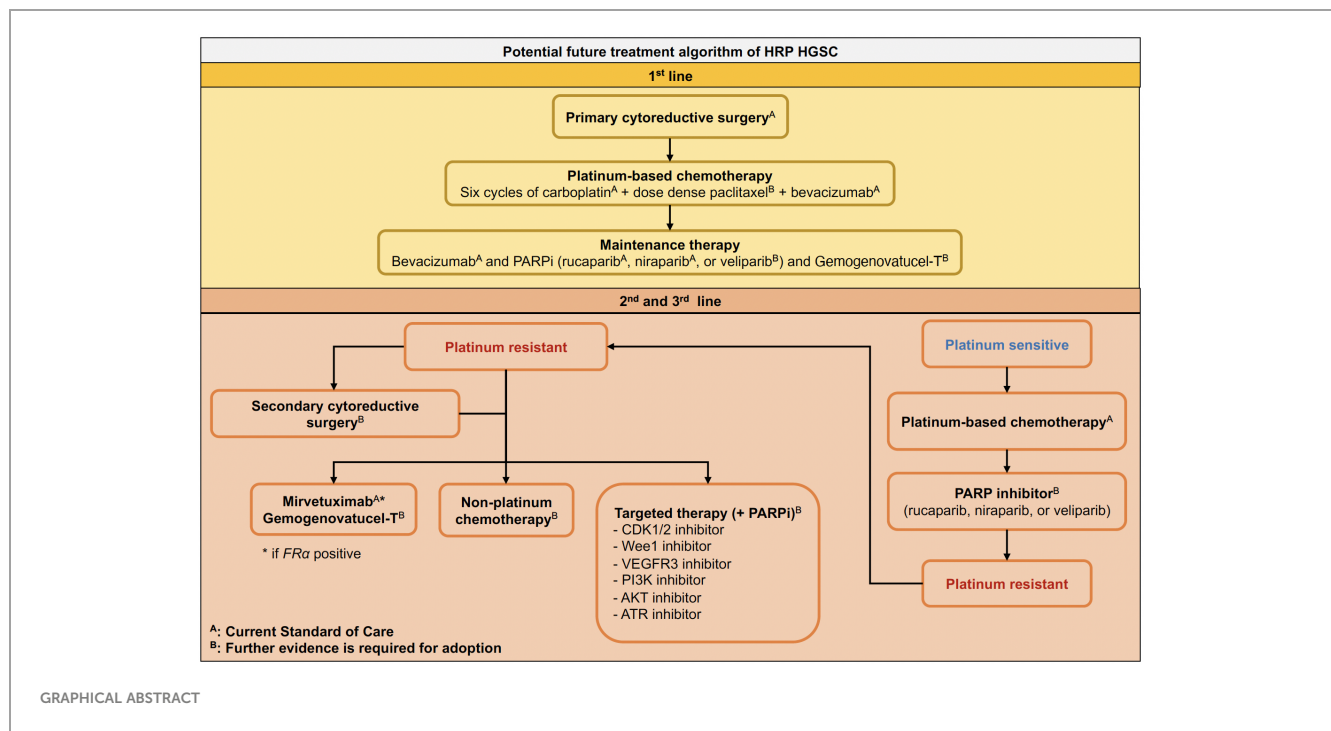 Potential future treatment algorithm of HRP HGSC
1st line
Primary cytoreductive surgeryA
Platinum-based chemotherapy
Six cycles of carboplatinA + dose dense paclitaxelB + bevacizumabA
Maintenance therapy
BevacizumabA and PARPi (rucaparibA, niraparibA, or veliparibB) and Gemogenovatucel-TB
2nd and 3rd line
Platinum resistant
Secondary cytoreductive
surgeryB
MirvetuximabA*
Gemogenovatucel-TB
* if FRα positive
Non-platinum
chemotherapyB
Targeted therapy (+ PARPi)B
- CDK1/2 inhibitor
- Wee1 inhibitor
- VEGFR3 inhibitor
- PI3K inhibitor
- AKT inhibitor
- ATR inhibitor
Platinum sensitive
Platinum-based chemotherapyA
PARP inhibitorB
(rucaparib, niraparib, or veliparib)
Platinum resistant
A: Current Standard of Care
B: Further evidence is required for adoption
GRAPHICAL ABSTRACT